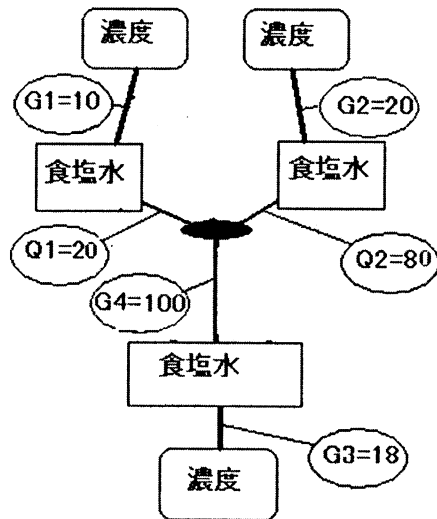 濃度
濃度
G1=10
G2=20
食塩水
食塩水
Q1=20
Q2=80
G4=100
食塩水
G3=18
濃度